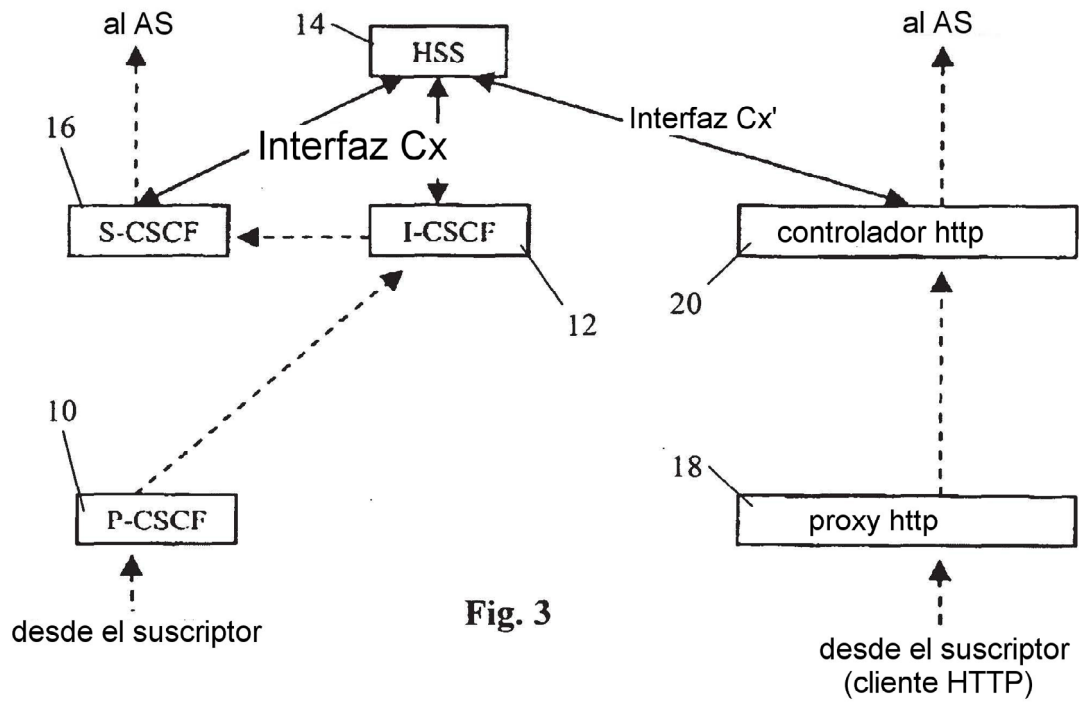 al AS
14
HSS
al AS
16
Interfaz Cx
Interfaz Cx'
S-CSCF
I-CSCF
controlador http
12
20
10
18
P-CSCF
proxy http
desde el suscriptor
Fig. 3
desde el suscriptor
(cliente HTTP)